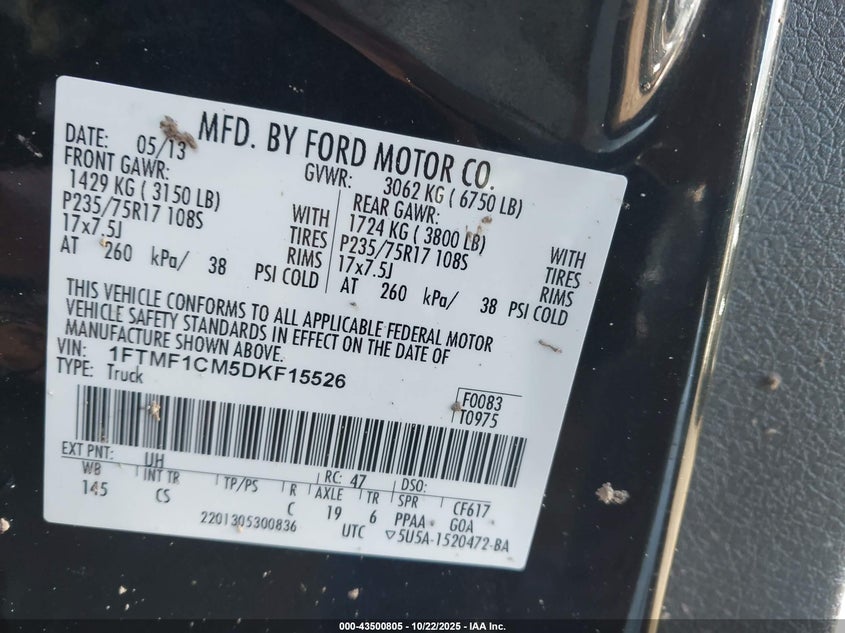 MFD. BY FORD MOTOR CO.
DATE: 05/13 GVWR: 3062 KG ( 6750 LB)
FRONT GAWR: REAR GAWR:
1429 KG ( 3150 LB) WITH 1724 KG ( 3800 LB) WITH
P235/75R17 108S TIRES P235/75R17 108S TIRES
17x7.5J RIMS 17x7.5J RIMS
AT 260 kPa/ 38 PSI COLD AT 260 kPa/ 38 PSI COLD
THIS VEHICLE CONFORMS TO ALL APPLICABLE FEDERAL MOTOR
VEHICLE SAFETY STANDARDS IN EFFECT ON THE DATE OF
MANUFACTURE SHOWN ABOVE.
VIN: 1FTMF1CM5DKF15526
TYPE: Truck
F0083
T0975
EXT PNT: UH RC: 47 DSO:
WB INT TR TP/PS R AXLE TR SPR CF617
145 CS C 19 6 PPAA GOA
2201305300836 UTC ▽5U5A-1520472-BA
000-43500805 - 10/22/2025 - IAA Inc.